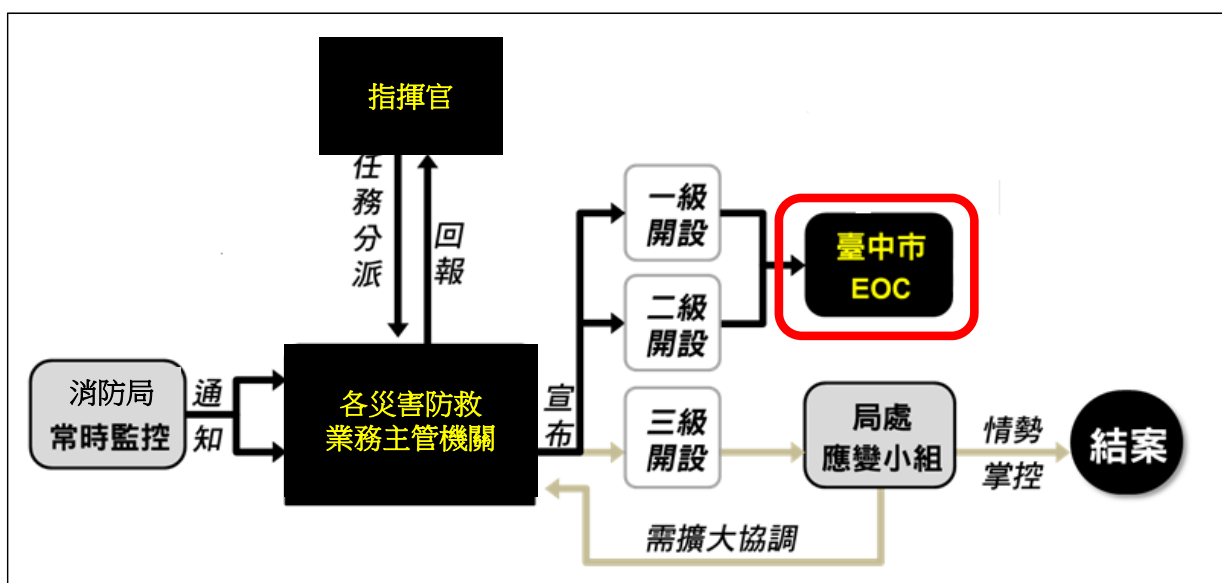 指揮官
任務分派
回報
一級
開設
臺中市
EOC
二級
開設
消防局
常時監控
通知
各災害防救
業務主管機關
宣布
三級
開設
局處
應變小組
情勢
掌控
結案
需擴大協調